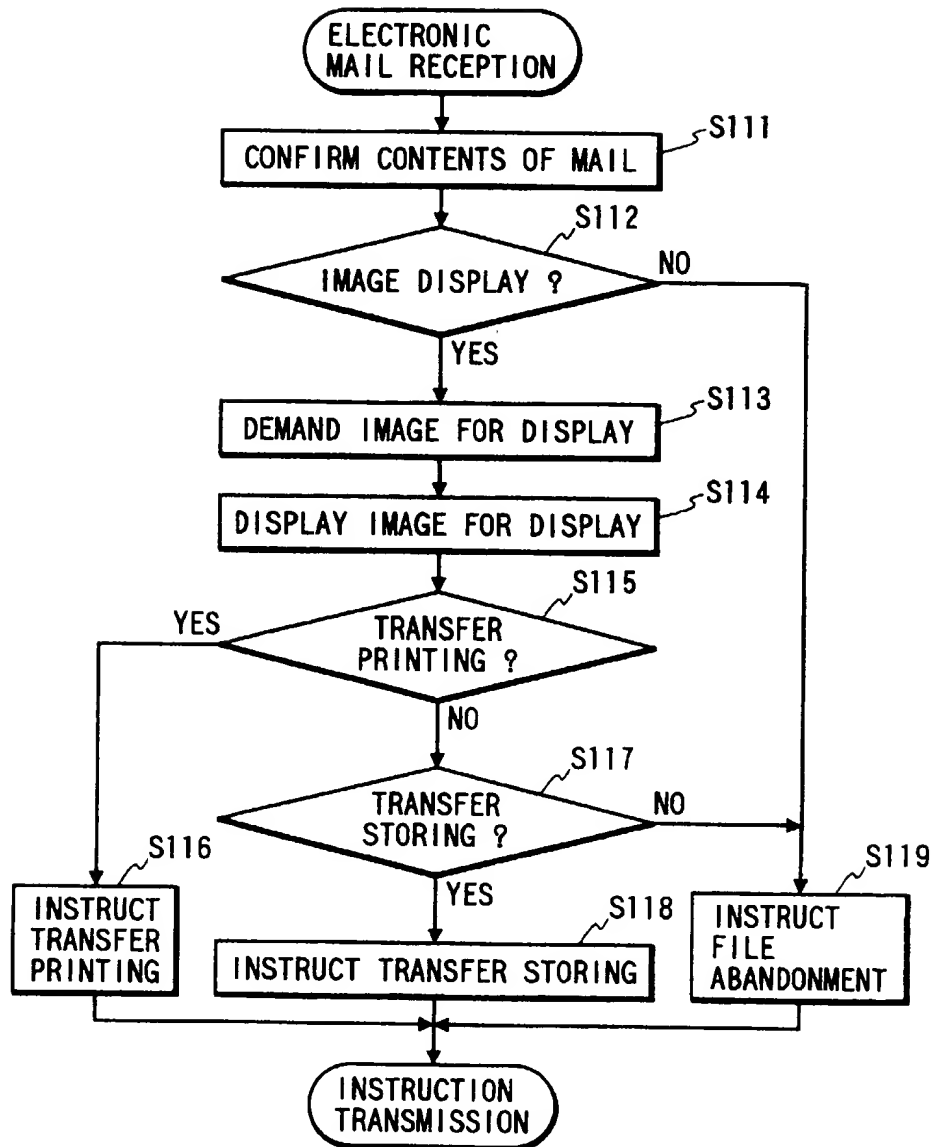 ELECTRONIC
MAIL RECEPTION
S111
CONFIRM CONTENTS OF MAIL
S112
IMAGE DISPLAY ?
NO
YES
S113
DEMAND IMAGE FOR DISPLAY
S114
DISPLAY IMAGE FOR DISPLAY
S115
YES
TRANSFER
PRINTING ?
NO
S117
TRANSFER
STORING ?
NO
YES
S116
INSTRUCT
TRANSFER
PRINTING
S118
INSTRUCT TRANSFER STORING
S119
INSTRUCT
FILE
ABANDONMENT
INSTRUCTION
TRANSMISSION